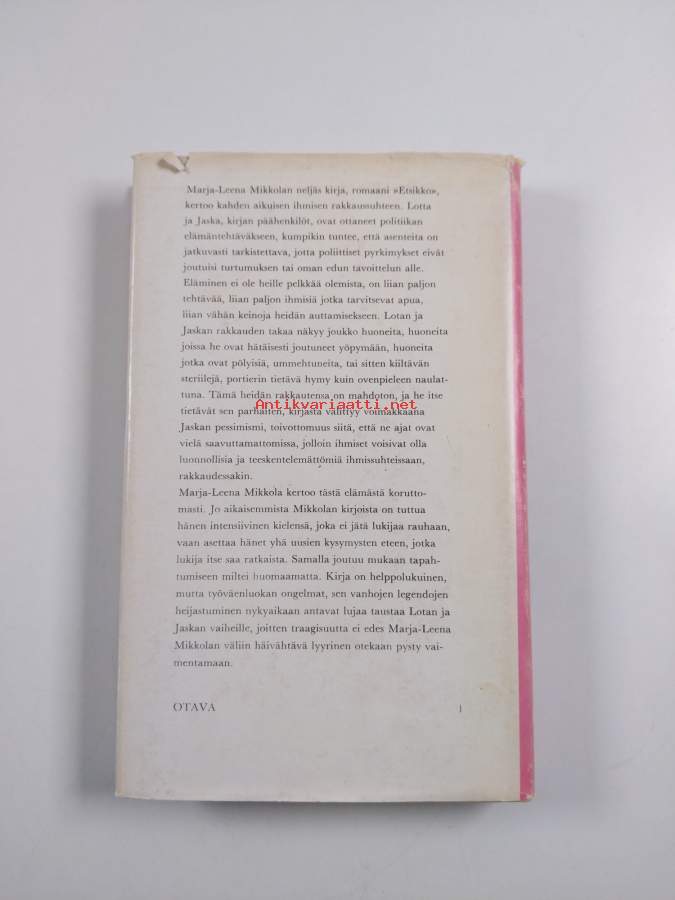 Marja-Leena Mikkolan neljäs kirja, romaani »Etsikko»,
kertoo kahden aikuisen ihmisen rakkaussuhteen. Lotta
ja Jaska, kirjan päähenkilöt, ovat ottaneet politiikan
elämäntehtäväkseen, kumpikin tuntee, että asenteita on
jatkuvasti tarkistettava, jotta poliittiset pyrkimykset eivät
joutuisi turtumuksen tai oman edun tavoittelun alle.
Eläminen ei ole heille pelkkää olemista, on liian paljon
tehtävää, liian paljon ihmisiä jotka tarvitsevat apua,
liian vähän keinoja heidän auttamisekseen. Lotan ja
Jaskan rakkauden takaa näkyy joukko huoneita, huoneita
joissa he ovat hätäisesti joutuneet yöpymään, huoneita
jotka ovat pölyisiä, ummehtuneita, tai sitten kiiltävän
steriilejä, portierin tietävä hymy kuin ovenpieleen naulat-
tuna. Tämä heidän rakkautensa on mahdoton, ja he itse
tietävät sen parhaiten, kirjasta välittyy voimakkaana
Antikvariaatti.net
Jaskan pessimismi, toivottomuus siitä, että ne ajat ovat
vielä saavuttamattomissa, jolloin ihmiset voisivat olla
luonnollisia ja teeskentelemättömiä ihmissuhteissaan,
rakkaudessakin.
Marja-Leena Mikkola kertoo tästä elämästä korutto-
masti. Jo aikaisemmista Mikkolan kirjoista on tuttua
hänen intensiivinen kielensä, joka ei jätä lukijaa rauhaan,
vaan asettaa hänet yhä uusien kysymysten eteen, jotka
lukija itse saa ratkaista. Samalla joutuu mukaan tapah-
tumiseen miltei huomaamatta. Kirja on helppolukuinen,
mutta työväenluokan ongelmat, sen vanhojen legendojen
heijastuminen nykyaikaan antavat lujaa taustaa Lotan ja
Jaskan vaiheille, joitten traagisuutta ei edes Marja-Leena
Mikkolan väliin häivähtävä lyyrinen otekaan pysty vai-
mentamaan.
OTAVA 1